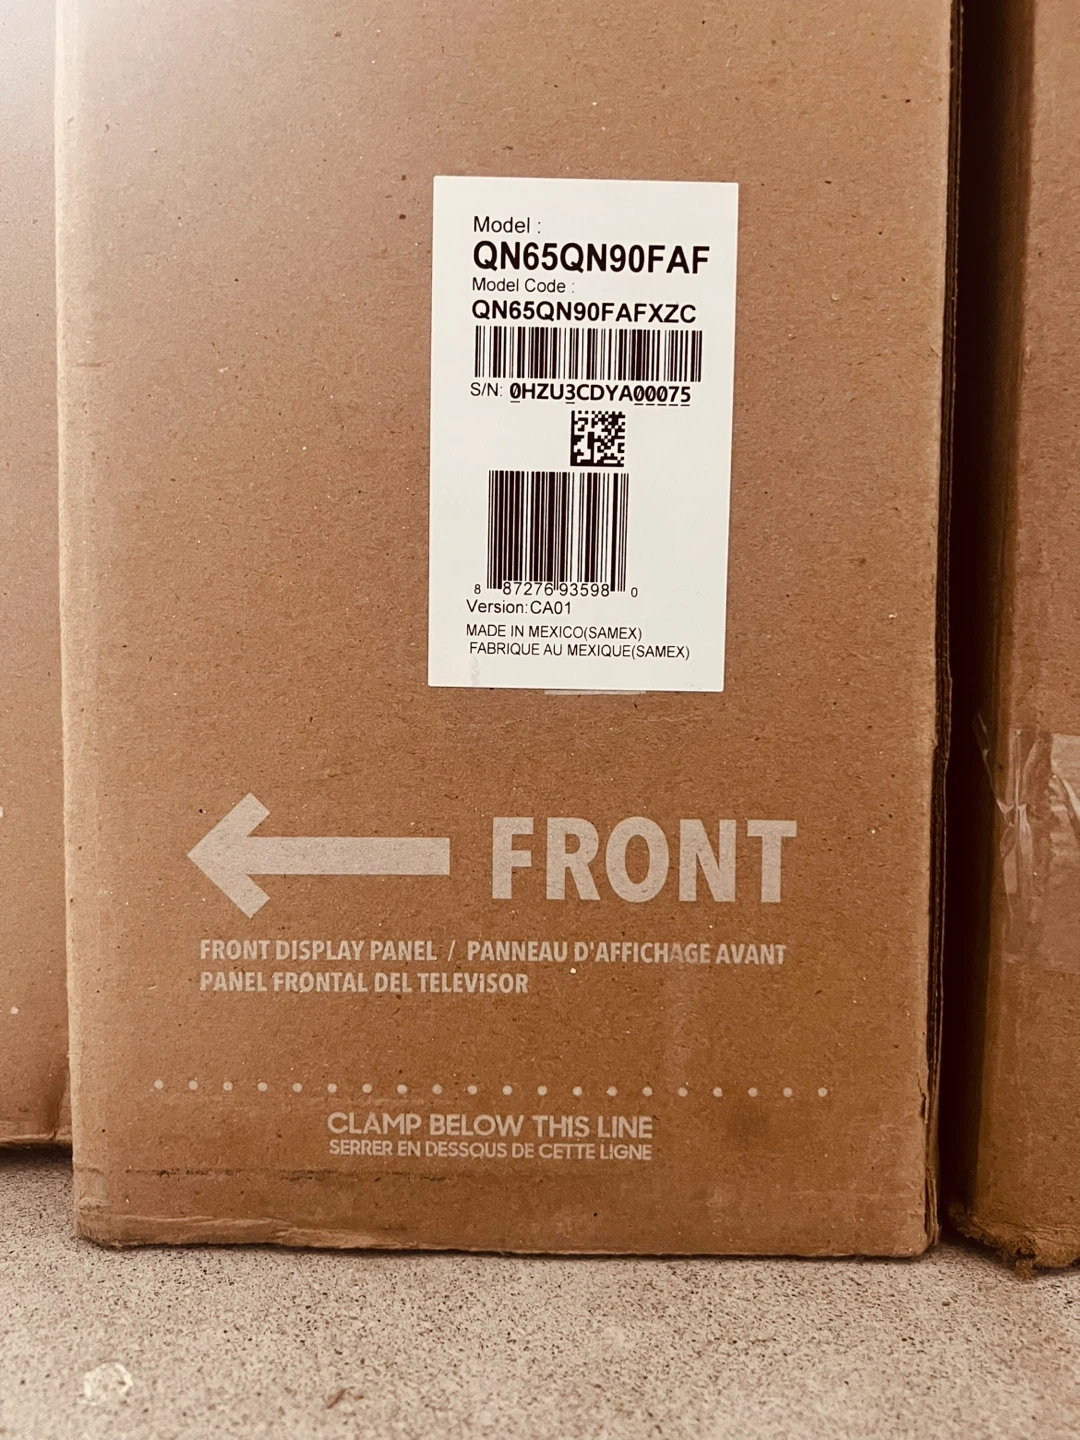 Model :
QN65QN90FAF
Model Code :
QN65QN90FAFXZC
S/N: 0HZU3CDYA00075
8 87276 93598 0
Version:CA01
MADE IN MEXICO(SAMEX)
FABRIQUE AU MEXIQUE(SAMEX)
FRONT
FRONT DISPLAY PANEL / PANNEAU D'AFFICHAGE AVANT
PANEL FRONTAL DEL TELEVISOR
CLAMP BELOW THIS LINE
SERRER EN DESSOUS DE CETTE LIGNE